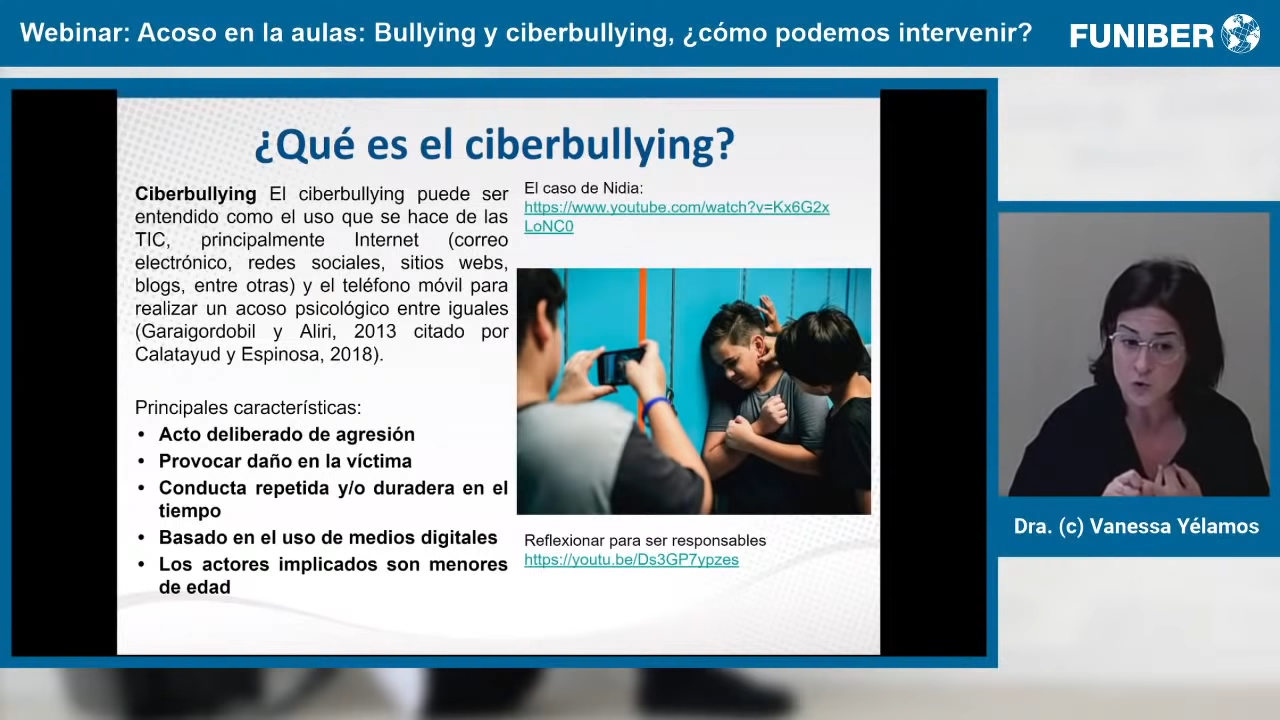 Webinar: Acoso en la aulas: Bullying y ciberbullying, ¿cómo podemos intervenir?
FUNIBER
¿Qué es el ciberbullying?
Ciberbullying El ciberbullying puede ser
entendido como el uso que se hace de las
TIC, principalmente Internet (correo
electrónico, redes sociales, sitios webs,
blogs, entre otras) y el teléfono móvil para
realizar un acoso psicológico entre iguales
(Garaigordobil y Aliri, 2013 citado por
Calatayud y Espinosa, 2018).
Principales características:
• Acto deliberado de agresión
• Provocar daño en la víctima
• Conducta repetida y/o duradera en el
tiempo
• Basado en el uso de medios digitales
• Los actores implicados son menores
de edad
El caso de Nidia:
https://www.youtube.com/watch?v=Kx6G2x
LoNC0
Reflexionar para ser responsables
https://youtu.be/Ds3GP7ypzes
Dra. (c) Vanessa Yélamos